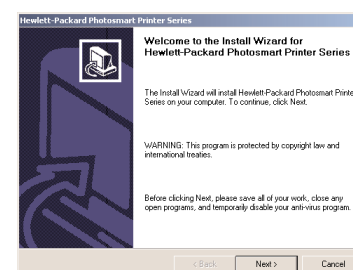 Hewlett-Packard Photosmart Printer Series
Welcome to the Install Wizard for
Hewlett-Packard Photosmart Printer Series
The Install Wizard will install Hewlett-Packard Photosmart Printe
Series on your computer. To continue, click Next.
WARNING: This program is protected by copyright law and
international treaties.
Before clicking Next, please save all of your work, close any
open programs, and temporarily disable your anti-virus program.
< Back
Next >
Cancel